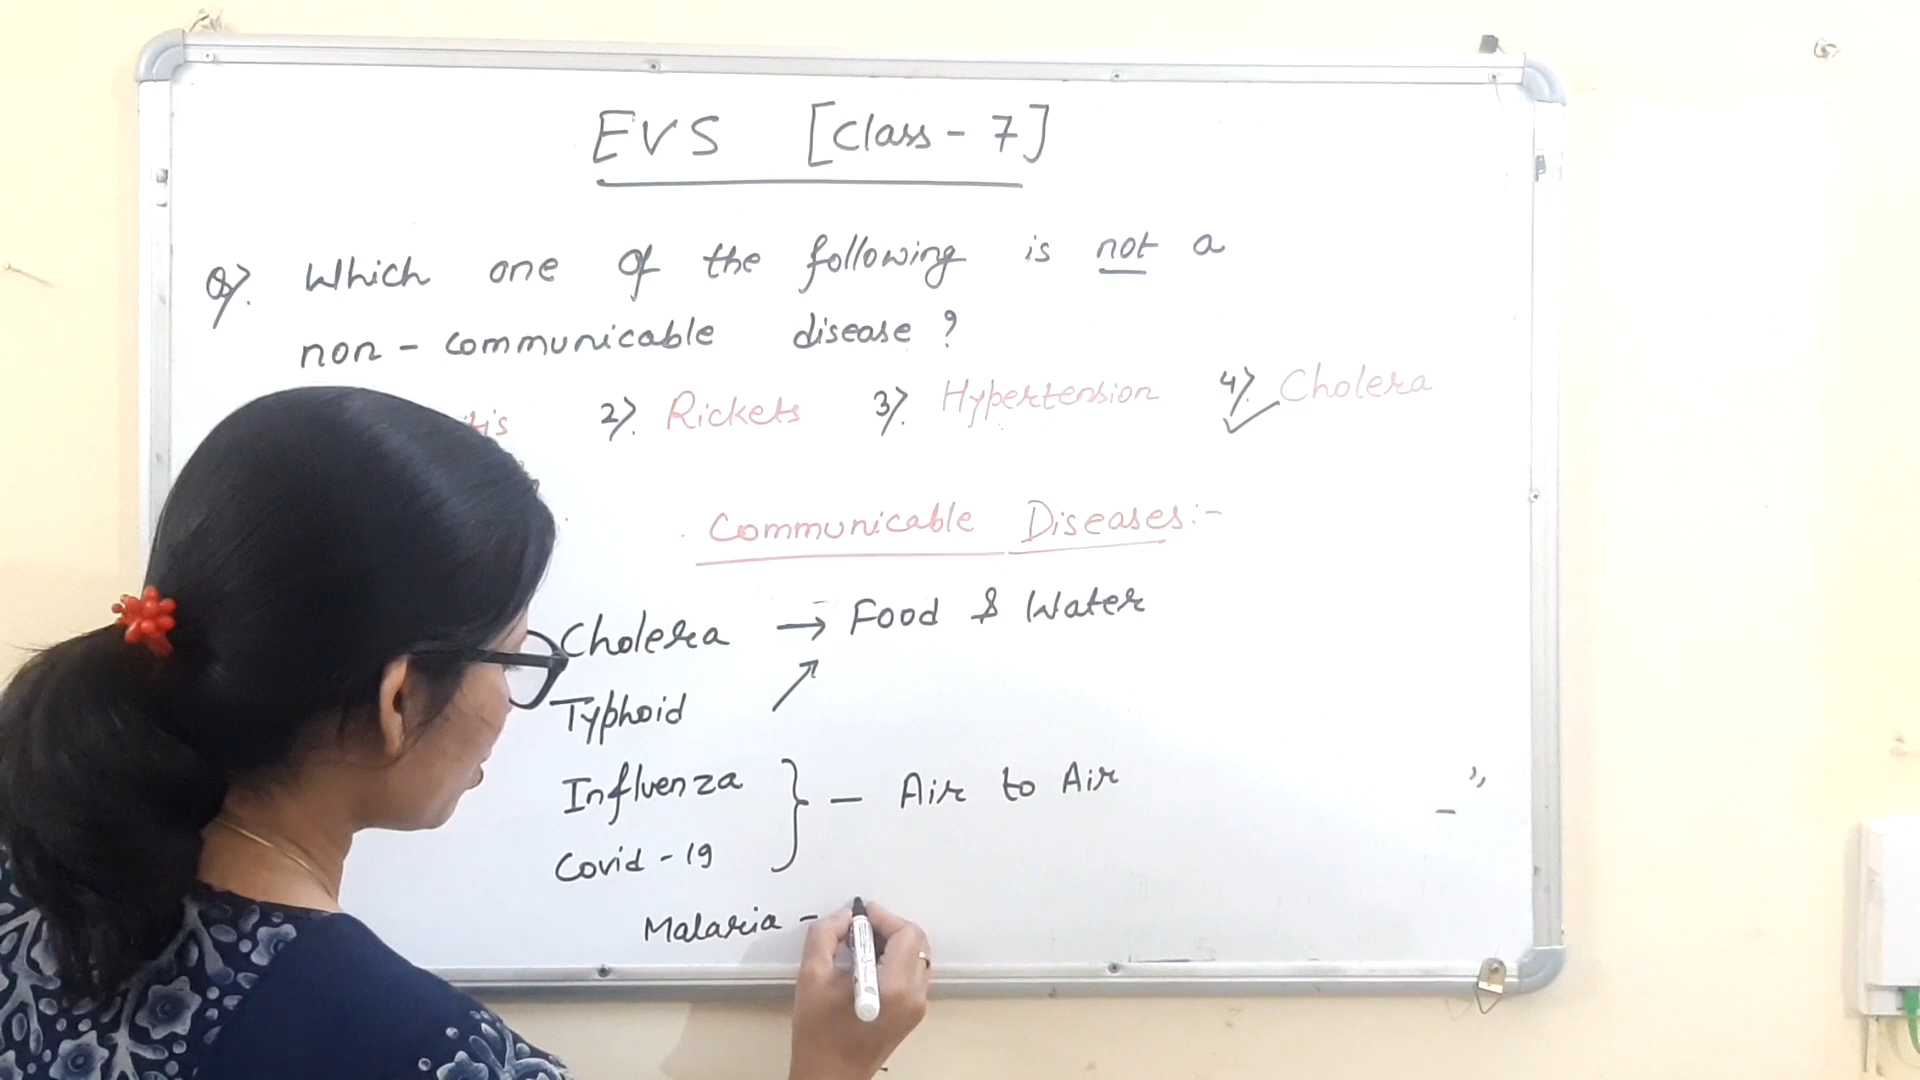 EVS [Class - 7]
Q). Which one of the following is not a
non - communicable disease ?
2). Rickets 3). Hypertension 4). Cholera
Communicable Diseases :-
Cholera → Food & Water
Typhoid ↗
Influenza } - Air to Air
Covid - 19
Malaria -